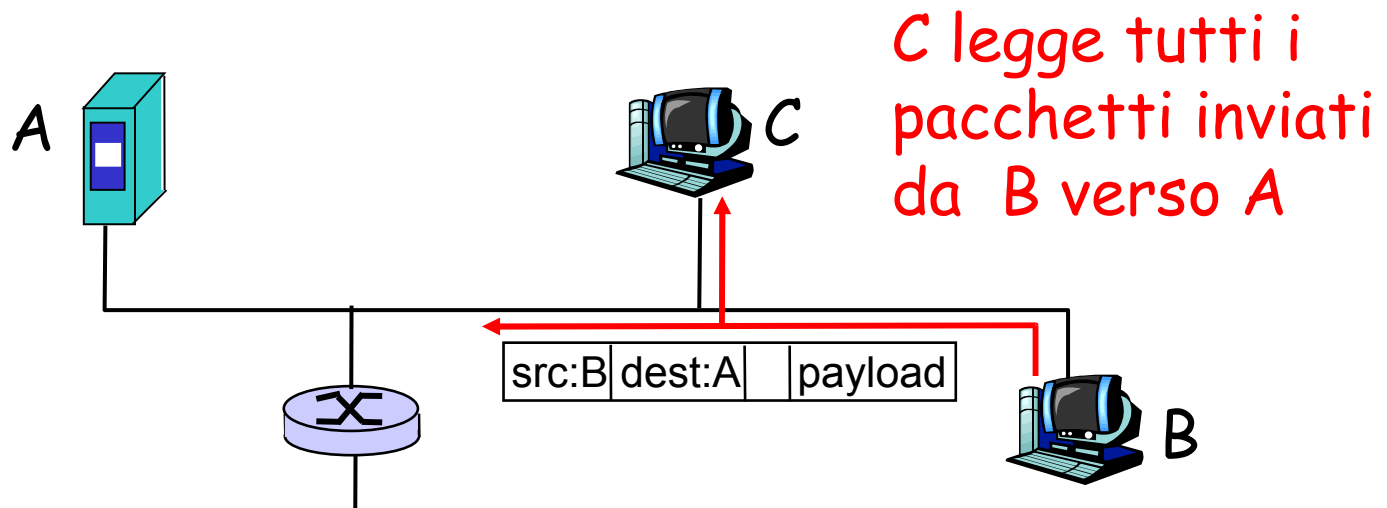 C legge tutti i
pacchetti inviati
da B verso A
A
C
src:B dest:A payload
B